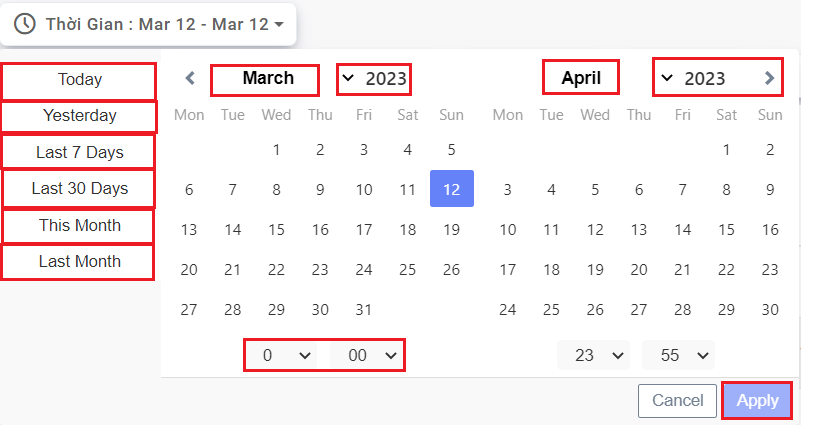 Thời Gian : Mar 12 - Mar 12
Today
Yesterday
Last 7 Days
Last 30 Days
This Month
Last Month
March 2023
Mon Tue Wed Thu Fri Sat Sun
1 2 3 4 5
6 7 8 9 10 11 12
13 14 15 16 17 18 19
20 21 22 23 24 25 26
27 28 29 30 31
0 00
April 2023
Mon Tue Wed Thu Fri Sat Sun
1 2
3 4 5 6 7 8 9
10 11 12 13 14 15 16
17 18 19 20 21 22 23
24 25 26 27 28 29 30
23 55
Cancel Apply